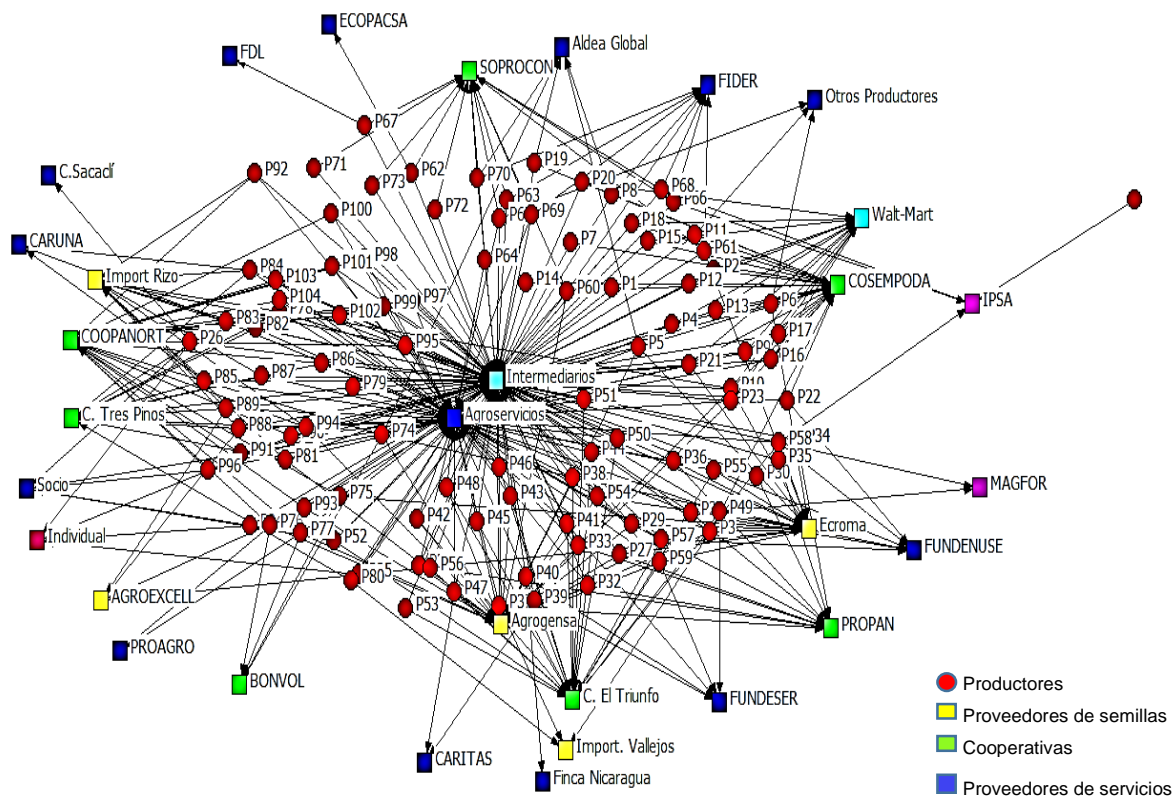 ECOPACSA
FDL
Aldea Global
SOPROCON
FIDER
Otros Productores
P67
P92
P71
P62
P73
P70
P19
P20
P63
P8
P68
P66
C.Sacaclí
P100
P72
P69
P18
P11
Walt-Mart
CARUNA
P7
P15
P61
P101
P98
P64
P2
Import Rizo
P84
P103
P14
P60
P1
P12
COSEMPODA
P104
P78
P99
P97
P13
P6
IPSA
P83
P82
P102
P4
P17
COOPANORT
P26
P95
P5
P16
P86
P21
P85
P87
P79
Intermediarios
P51
P23
P22
C. Tres Pinos
P89
Agroservicios
P88
P94
P74
P50
P58
P34
P91
P81
P36
P35
P96
P46
P38
P55
Socio
P48
P43
P54
MAGFOR
P75
P93
P49
Individual
P77
P52
P42
P45
P41
P29
P3
Ecroma
P33
P57
FUNDENUSE
P27
P59
P80
P56
P40
P32
AGROEXCELL
P53
P47
P39
Agrogensa
PROPAN
PROAGRO
BONVOL
C. El Triunfo
FUNDESER
Productores
Proveedores de semillas
Import. Vallejos
Cooperativas
CARITAS
Finca Nicaragua
Proveedores de servicios